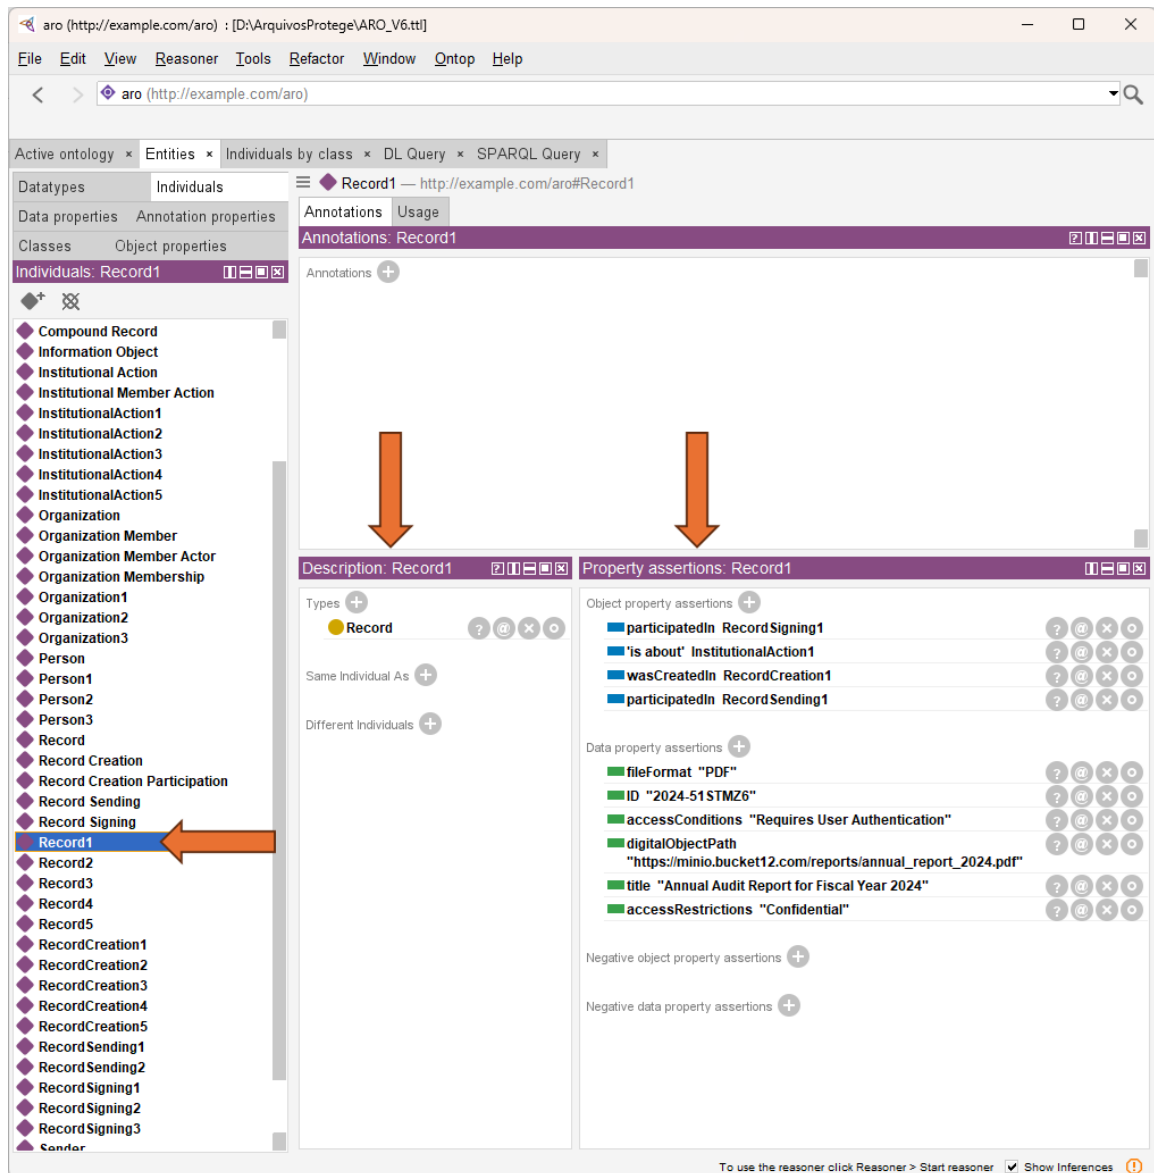 aro (http://example.com/aro) : [D:\ArquivosProtege\ARO_V6.ttl]
File Edit View Reasoner Tools Refactor Window Ontop Help
aro (http://example.com/aro)
Active ontology × Entities × Individuals by class × DL Query × SPARQL Query ×
Datatypes Individuals
Data properties Annotation properties
Classes Object properties
Individuals: Record1
Compound Record
Information Object
Institutional Action
Institutional Member Action
InstitutionalAction1
InstitutionalAction2
InstitutionalAction3
InstitutionalAction4
InstitutionalAction5
Organization
Organization Member
Organization Member Actor
Organization Membership
Organization1
Organization2
Organization3
Person
Person1
Person2
Person3
Record
Record Creation
Record Creation Participation
Record Sending
Record Signing
Record1
Record2
Record3
Record4
Record5
RecordCreation1
RecordCreation2
RecordCreation3
RecordCreation4
RecordCreation5
RecordSending1
RecordSending2
RecordSigning1
RecordSigning2
RecordSigning3
Sender
Record1 — http://example.com/aro#Record1
Annotations Usage
Annotations: Record1
Annotations
Description: Record1
Types
Record
Same Individual As
Different Individuals
Property assertions: Record1
Object property assertions
participatedIn RecordSigning1
'is about' InstitutionalAction1
wasCreatedIn RecordCreation1
participatedIn RecordSending1
Data property assertions
fileFormat "PDF"
ID "2024-51STMZ6"
accessConditions "Requires User Authentication"
digitalObjectPath
"https://minio.bucket12.com/reports/annual_report_2024.pdf"
title "Annual Audit Report for Fiscal Year 2024"
accessRestrictions "Confidential"
Negative object property assertions
Negative data property assertions
To use the reasoner click Reasoner > Start reasoner Show Inferences